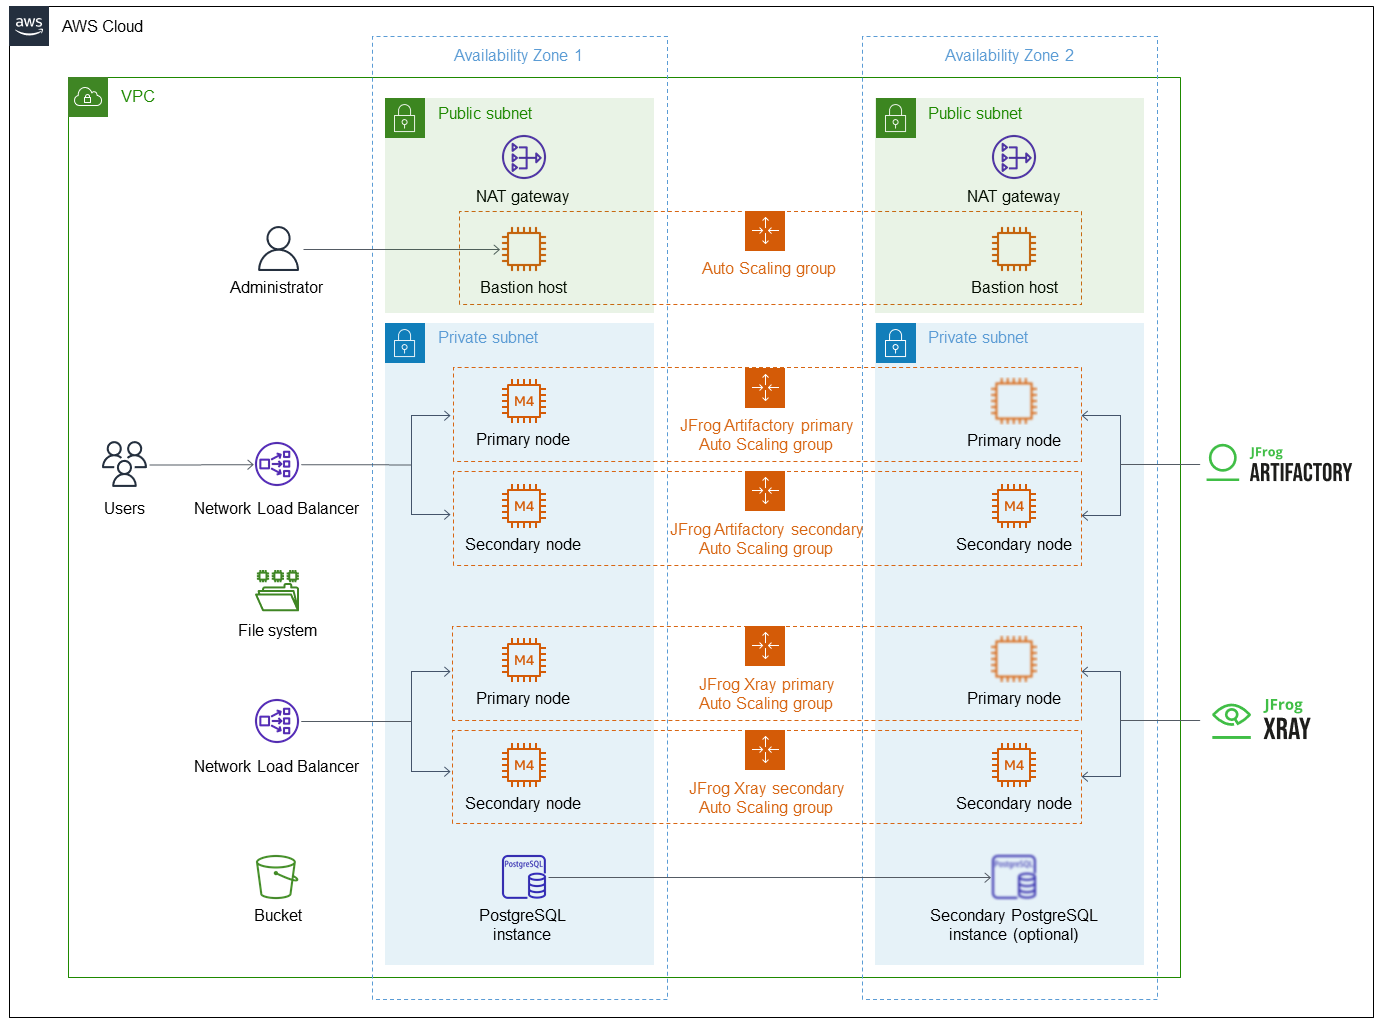 aws
AWS Cloud
Availability Zone 1
Availability Zone 2
VPC
Public subnet
Public subnet
NAT gateway
NAT gateway
Auto Scaling group
Administrator
Bastion host
Bastion host
Private subnet
Private subnet
M4
Primary node
JFrog Artifactory primary
Auto Scaling group
Primary node
Users
Network Load Balancer
JFrog
ARTIFACTORY
M4
Secondary node
JFrog Artifactory secondary
Auto Scaling group
M4
Secondary node
File system
M4
Primary node
JFrog Xray primary
Auto Scaling group
Primary node
Network Load Balancer
JFrog
XRAY
M4
Secondary node
JFrog Xray secondary
Auto Scaling group
M4
Secondary node
Bucket
PostgreSQL
PostgreSQL
instance
PostgreSQL
Secondary PostgreSQL
instance (optional)